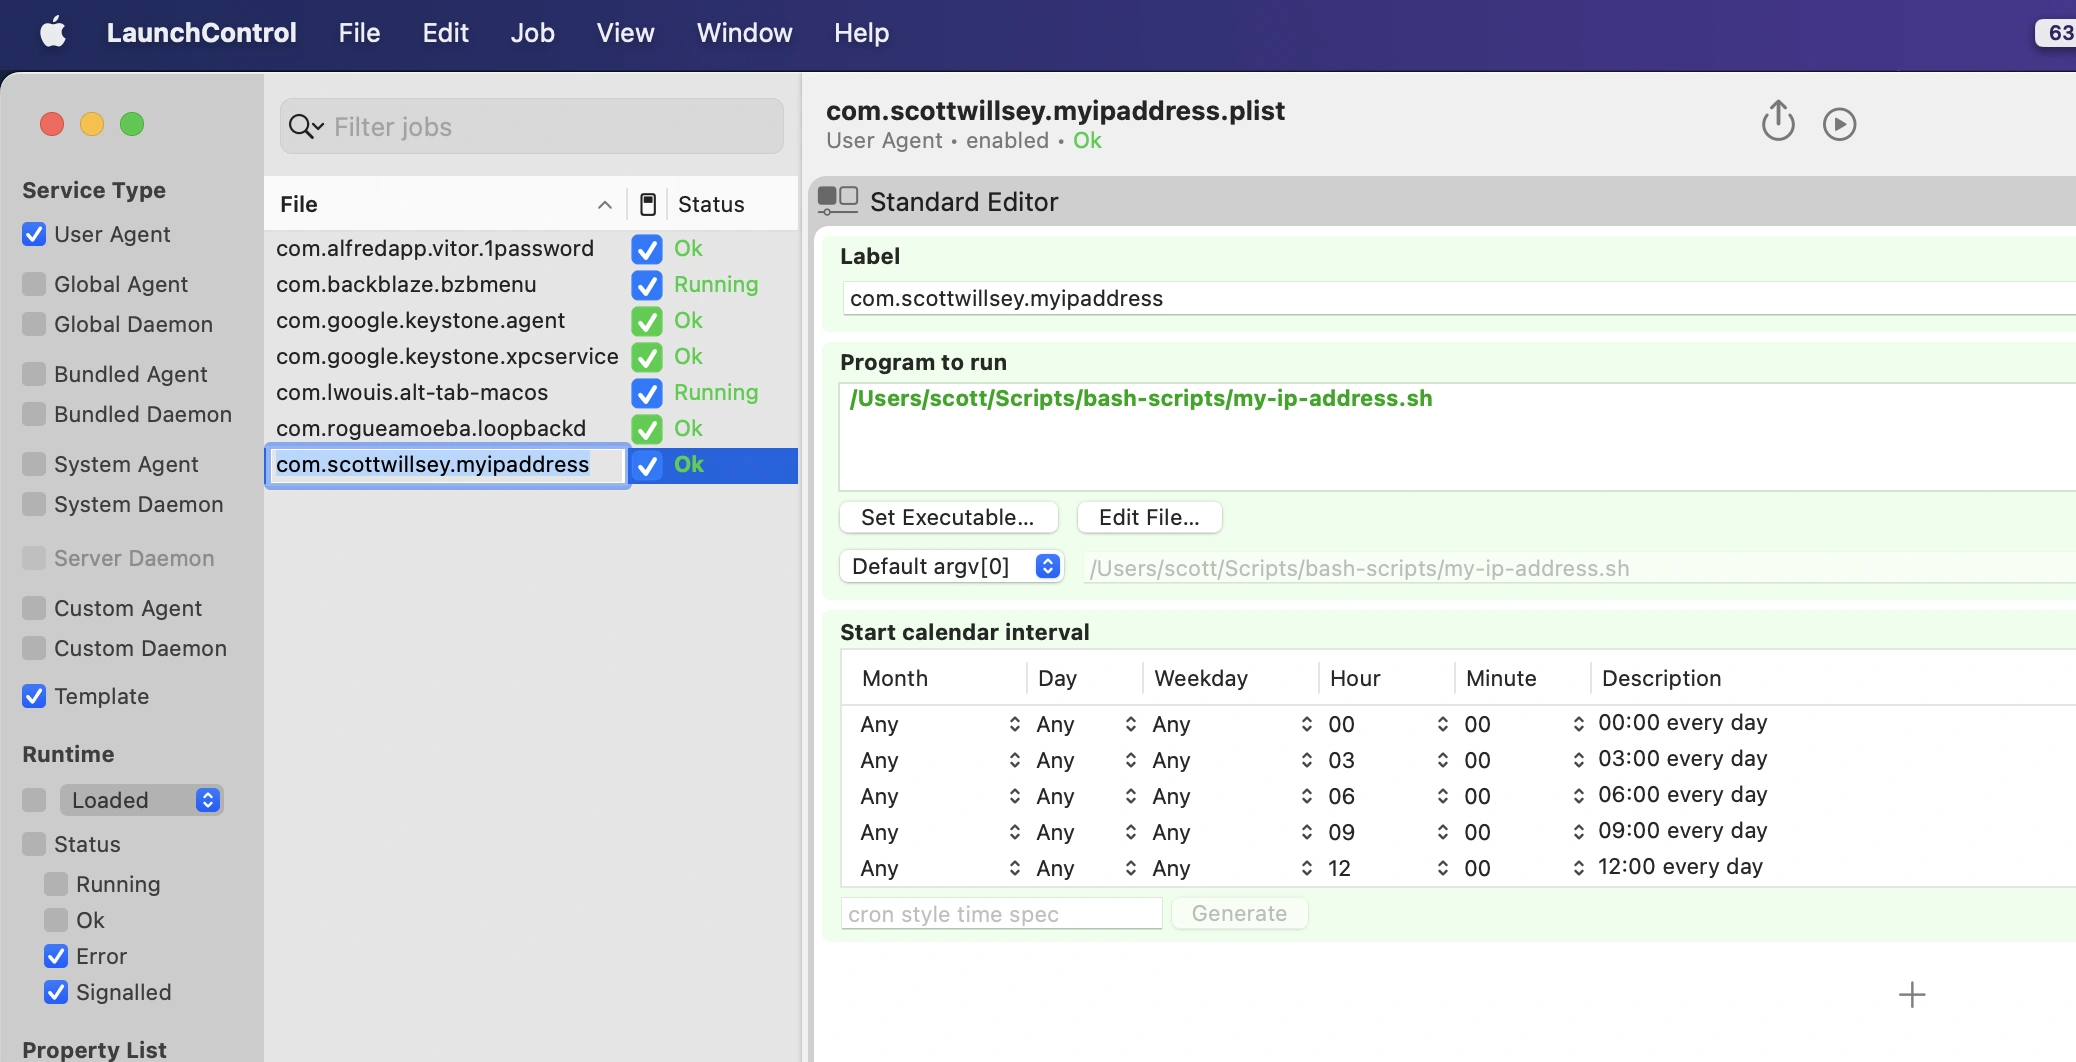 LaunchControl File Edit Job View Window Help 63
Filter jobs
com.scottwillsey.myipaddress.plist
User Agent • enabled • Ok
Service Type
User Agent
Global Agent
Global Daemon
Bundled Agent
Bundled Daemon
System Agent
System Daemon
Server Daemon
Custom Agent
Custom Daemon
Template
Runtime
Loaded
Status
Running
Ok
Error
Signalled
Property List
File Status
com.alfredapp.vitor.1password Ok
com.backblaze.bzbmenu Running
com.google.keystone.agent Ok
com.google.keystone.xpcservice Ok
com.lwouis.alt-tab-macos Running
com.rogueamoeba.loopbackd Ok
com.scottwillsey.myipaddress Ok
Standard Editor
Label
com.scottwillsey.myipaddress
Program to run
/Users/scott/Scripts/bash-scripts/my-ip-address.sh
Set Executable... Edit File...
Default argv[0] /Users/scott/Scripts/bash-scripts/my-ip-address.sh
Start calendar interval
Month Day Weekday Hour Minute Description
Any Any Any 00 00 00:00 every day
Any Any Any 03 00 03:00 every day
Any Any Any 06 00 06:00 every day
Any Any Any 09 00 09:00 every day
Any Any Any 12 00 12:00 every day
cron style time spec Generate